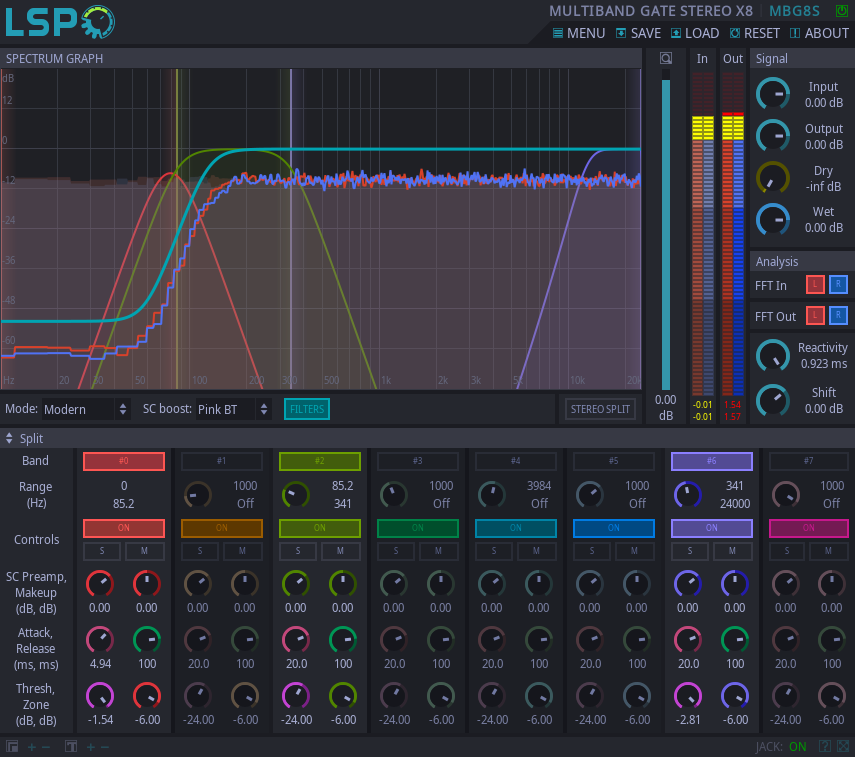 LSP MULTIBAND GATE STEREO X8 MBG8S
MENU SAVE LOAD RESET ABOUT
SPECTRUM GRAPH In Out Signal
dB
12
0
-12
-24
-36
-48
-60
Hz 20 30 50 100 200 300 500 1k 2k 3k 5k 10k 20k
0.00
dB
-0.01 1.54
-0.01 1.57
Input
0.00 dB
Output
0.00 dB
Dry
-inf dB
Wet
0.00 dB
Analysis
FFT In L R
FFT Out L R
Reactivity
0.923 ms
Shift
0.00 dB
Mode: Modern SC boost: Pink BT FILTERS STEREO SPLIT
Split
Band #0 #1 #2 #3 #4 #5 #6 #7
Range 0 1000 85.2 1000 3984 1000 341 1000
(Hz) 85.2 Off 341 Off Off Off 24000 Off
Controls ON ON ON ON ON ON ON ON
S M S M S M S M S M S M S M S M
SC Preamp,
Makeup
(dB, dB) 0.00 0.00 0.00 0.00 0.00 0.00 0.00 0.00 0.00 0.00 0.00 0.00 0.00 0.00 0.00 0.00
Attack,
Release
(ms, ms) 4.94 100 20.0 100 20.0 100 20.0 100 20.0 100 20.0 100 20.0 100 20.0 100
Thresh,
Zone
(dB, dB) -1.54 -6.00 -24.00 -6.00 -24.00 -6.00 -24.00 -6.00 -24.00 -6.00 -24.00 -6.00 -2.81 -6.00 -24.00 -6.00
JACK: ON